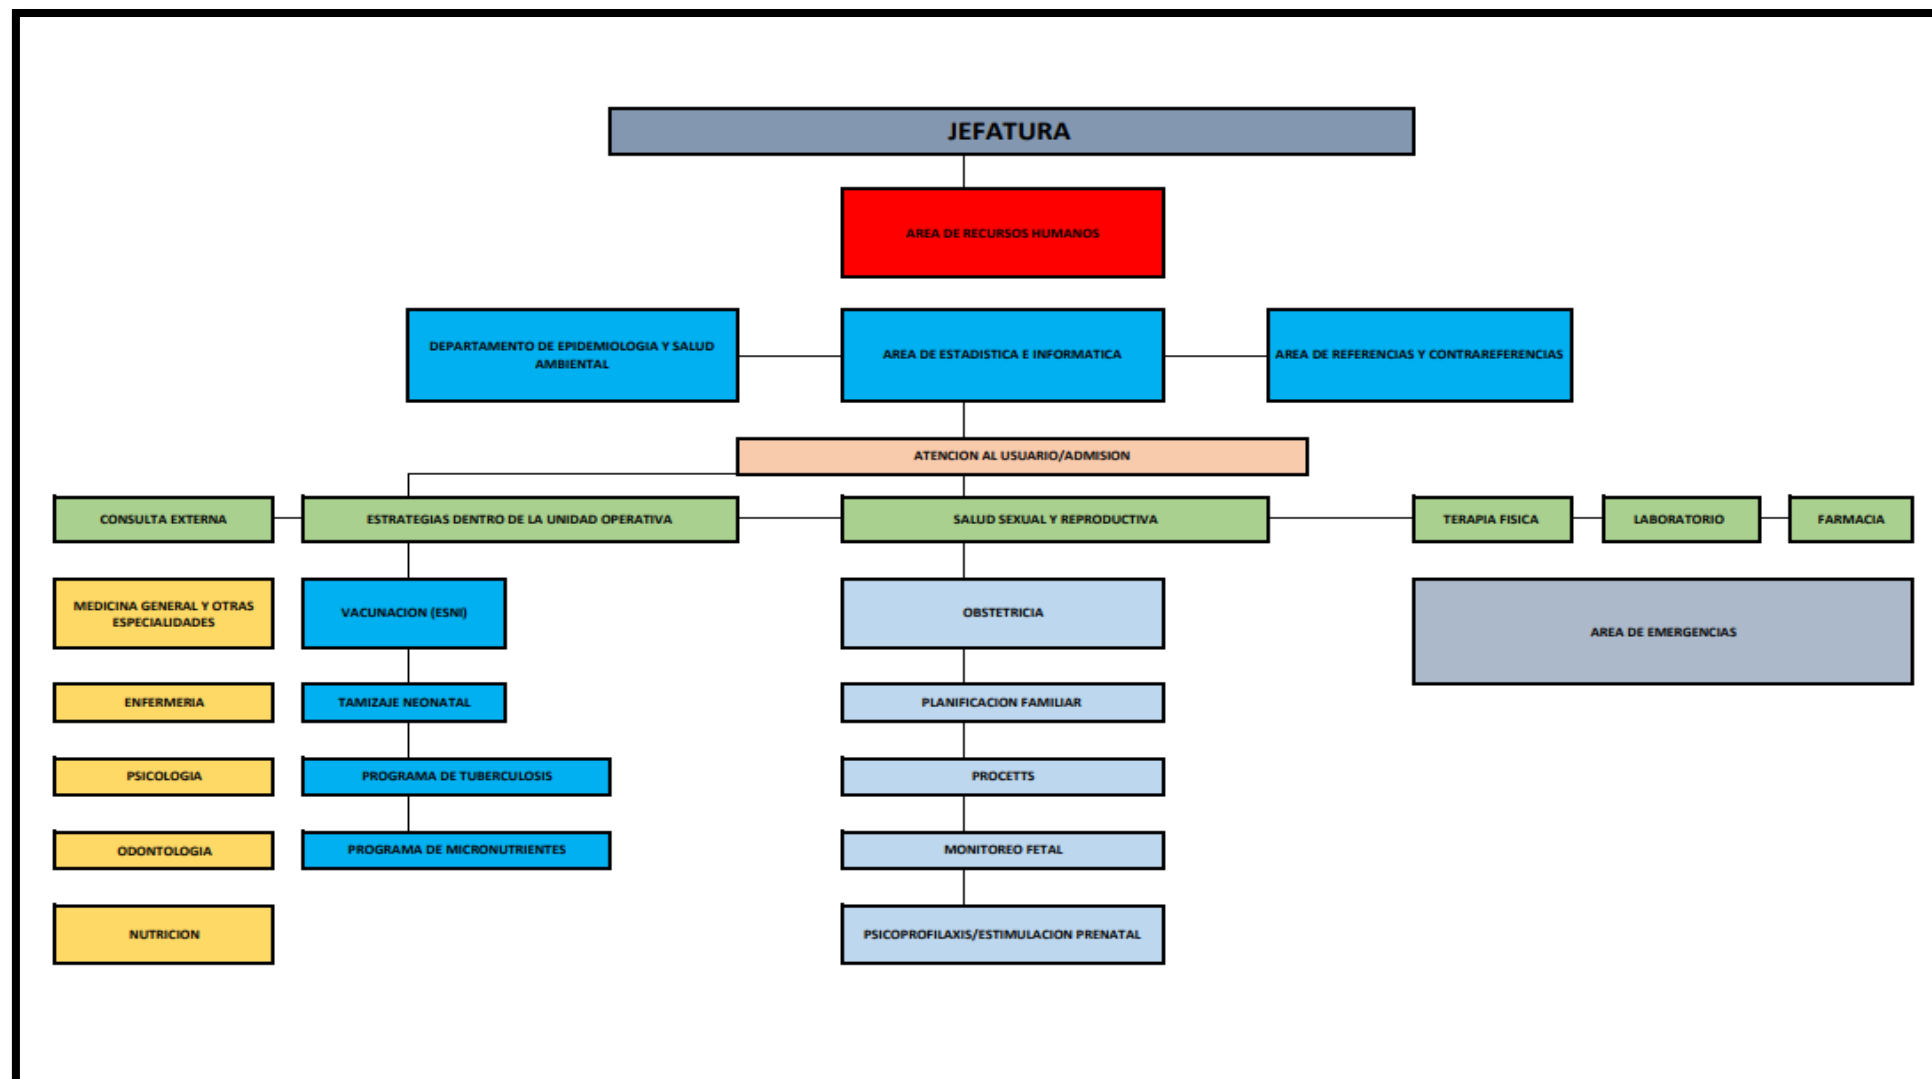 JEFATURA
AREA DE RECURSOS HUMANOS
DEPARTAMENTO DE EPIDEMIOLOGIA Y SALUD
AMBIENTAL
AREA DE ESTADISTICA E INFORMATICA
AREA DE REFERENCIAS Y CONTRAREFERENCIAS
ATENCION AL USUARIO/ADMISION
CONSULTA EXTERNA
ESTRATEGIAS DENTRO DE LA UNIDAD OPERATIVA
SALUD SEXUAL Y REPRODUCTIVA
TERAPIA FISICA
LABORATORIO
FARMACIA
MEDICINA GENERAL Y OTRAS
ESPECIALIDADES
VACUNACION (ESNI)
OBSTETRICIA
AREA DE EMERGENCIAS
ENFERMERIA
TAMIZAJE NEONATAL
PLANIFICACION FAMILIAR
PSICOLOGIA
PROGRAMA DE TUBERCULOSIS
PROCETTS
ODONTOLOGIA
PROGRAMA DE MICRONUTRIENTES
MONITOREO FETAL
NUTRICION
PSICOPROFILAXIS/ESTIMULACION PRENATAL